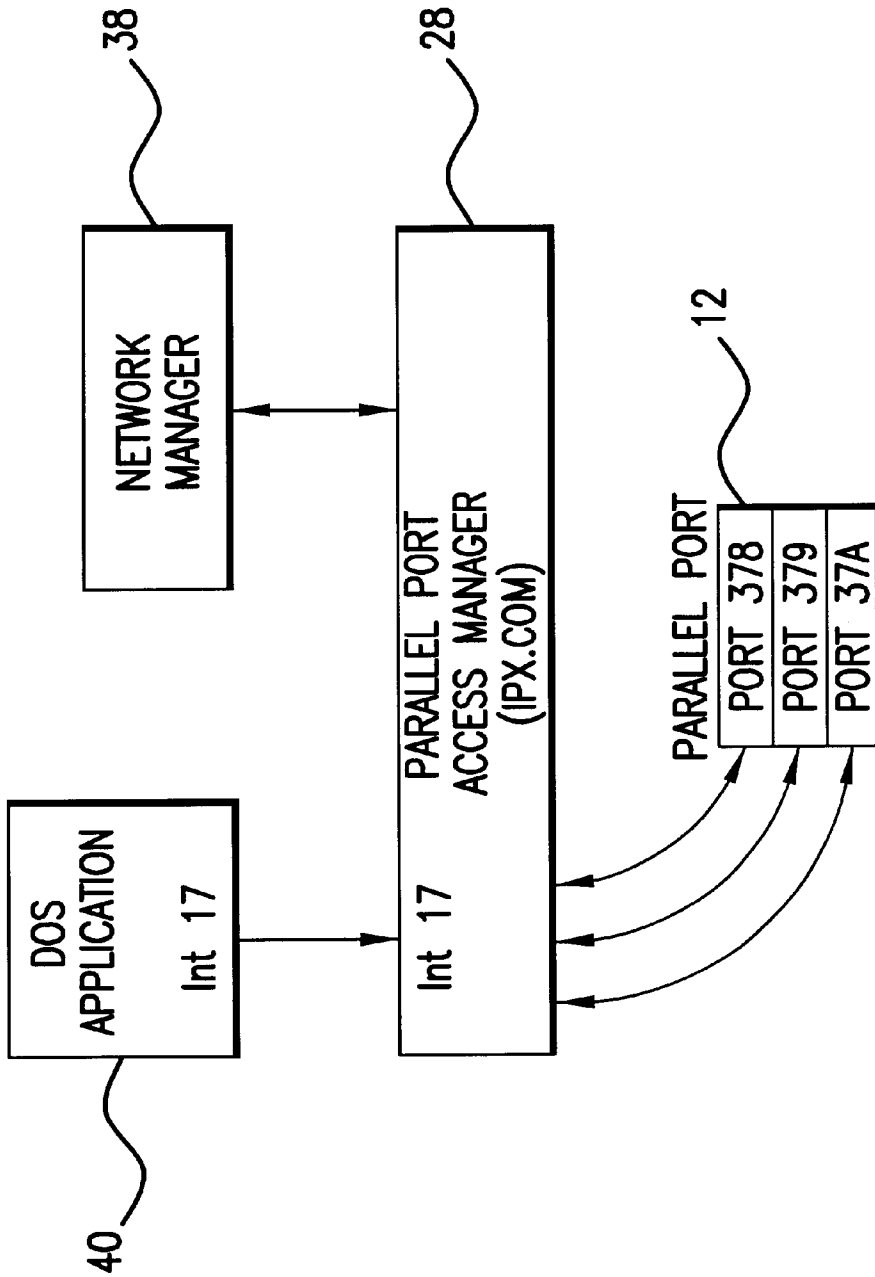 40
DOS
APPLICATION
Int 17
NETWORK
MANAGER
38
Int 17
PARALLEL PORT
ACCESS MANAGER
(IPX.COM)
28
PARALLEL PORT
12
PORT 378
PORT 379
PORT 37A